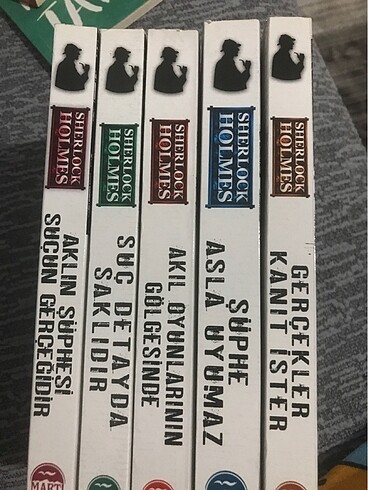 SHERLOCK
HOLMES
AKLIN ŞÜPHESİ
SUÇUN GERÇEĞİDİR
MARTI
SHERLOCK
HOLMES
SUÇ DETAYDA
SAKLIDIR
SHERLOCK
HOLMES
AKIL OYUNLARININ
GÖLGESİNDE
SHERLOCK
HOLMES
ŞÜPHE
ASLA UYUMAZ
SHERLOCK
HOLMES
GERÇEKLER
KANIT İSTER